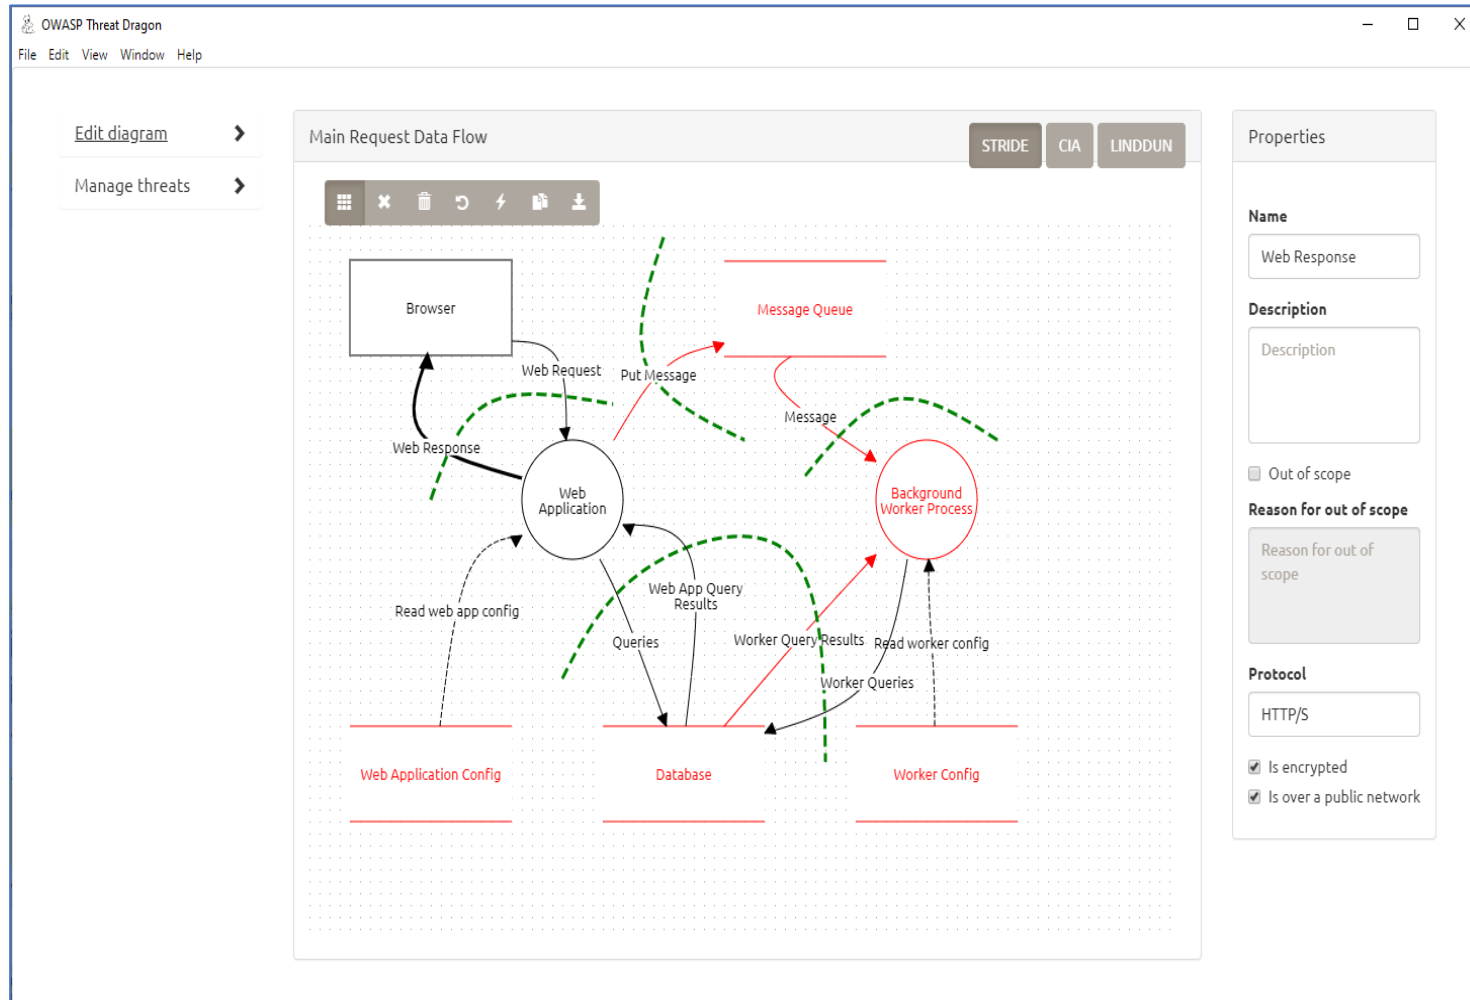 OWASP Threat Dragon
File Edit View Window Help
Edit diagram
Manage threats
Main Request Data Flow
STRIDE
CIA
LINDDUN
Browser
Message Queue
Web Request
Put Message
Message
Web Response
Web
Application
Background
Worker Process
Read web app config
Web App Query
Results
Queries
Worker Query Results
Read worker config
Worker Queries
Web Application Config
Database
Worker Config
Properties
Name
Web Response
Description
Description
Out of scope
Reason for out of scope
Reason for out of
scope
Protocol
HTTP/S
Is encrypted
Is over a public network